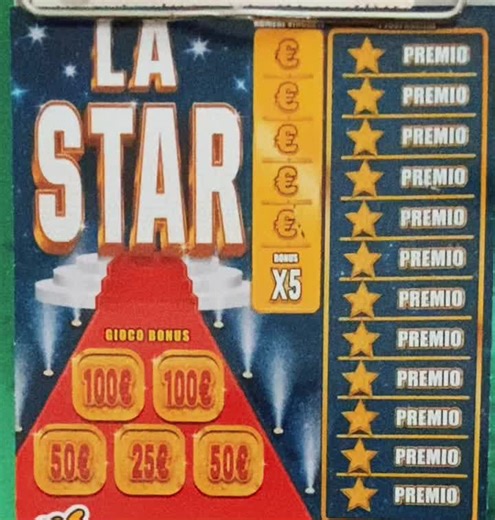 LA
STAR
GIOCO BONUS
100€ 100€
50€ 25€ 50€
€
€
€
€
€
BONUS
X5
PREMIO
PREMIO
PREMIO
PREMIO
PREMIO
PREMIO
PREMIO
PREMIO
PREMIO
PREMIO
PREMIO
PREMIO